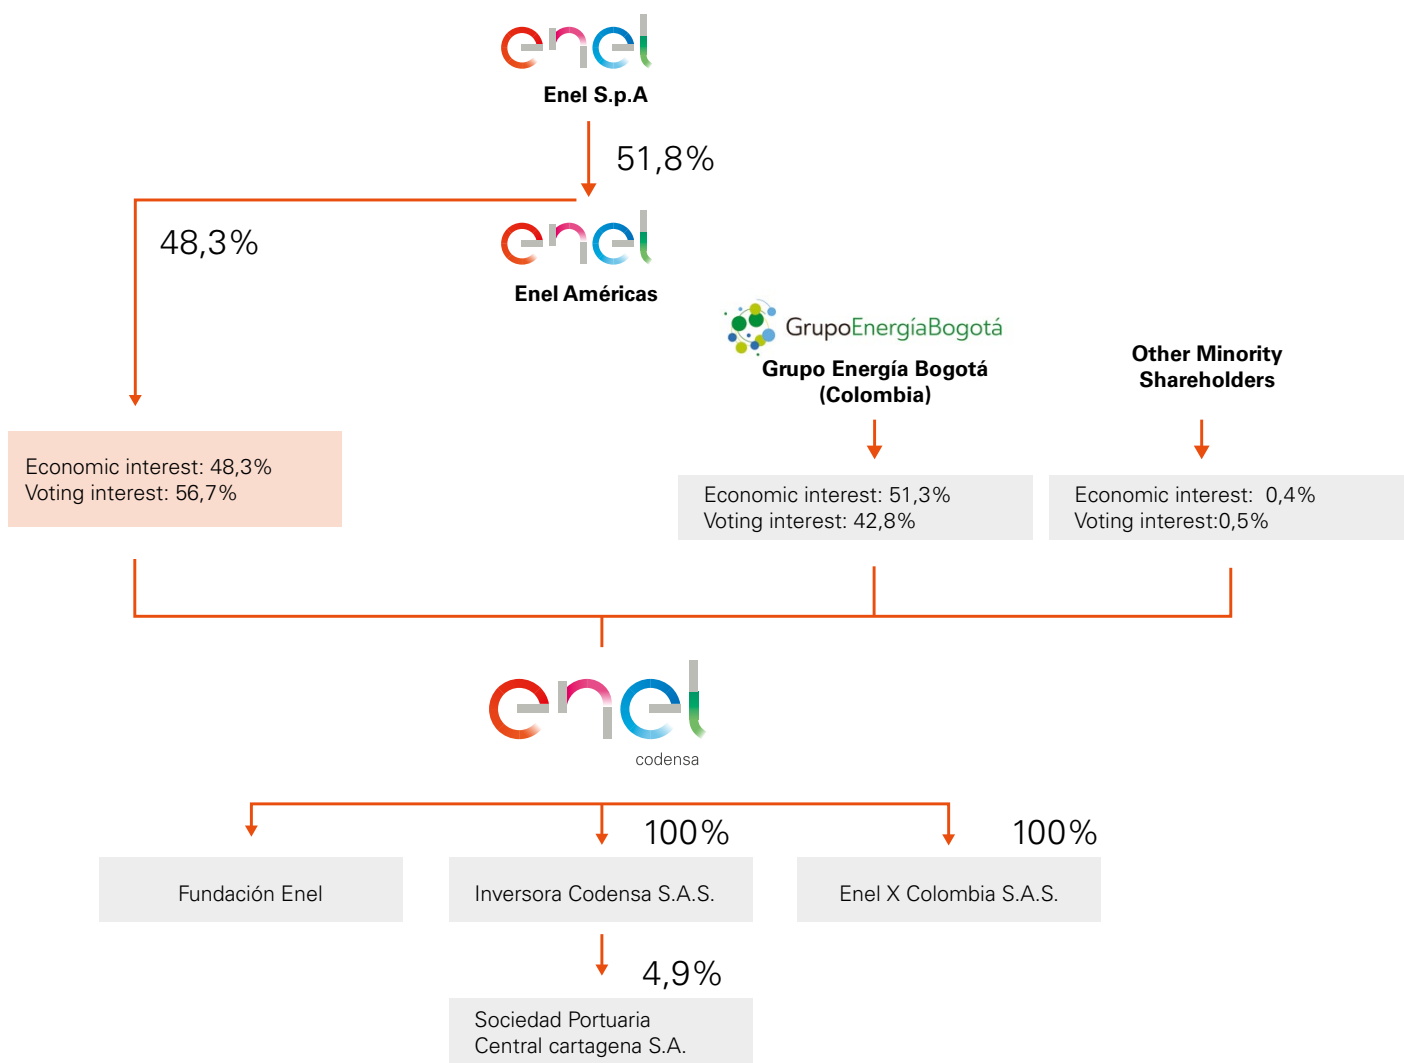 enel
Enel S.p.A
51,8%
48,3%
enel
Enel Américas
GrupoEnergíaBogotá
Grupo Energía Bogotá
(Colombia)
Other Minority
Shareholders
Economic interest: 48,3%
Voting interest: 56,7%
Economic interest: 51,3%
Voting interest: 42,8%
Economic interest:  0,4%
Voting interest:0,5%
enel
codensa
100%
100%
Fundación Enel
Inversora Codensa S.A.S.
Enel X Colombia S.A.S.
4,9%
Sociedad Portuaria
Central cartagena S.A.